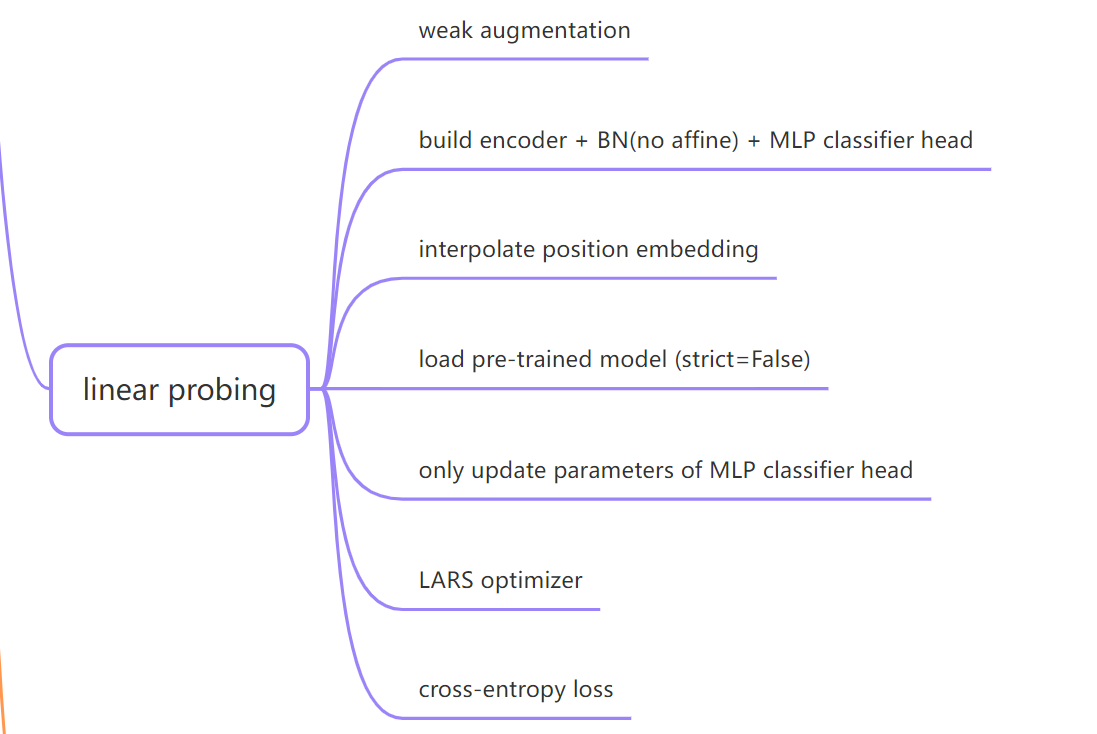 weak augmentation
build encoder + BN(no affine) + MLP classifier head
interpolate position embedding
load pre-trained model (strict=False)
linear probing
only update parameters of MLP classifier head
LARS optimizer
cross-entropy loss